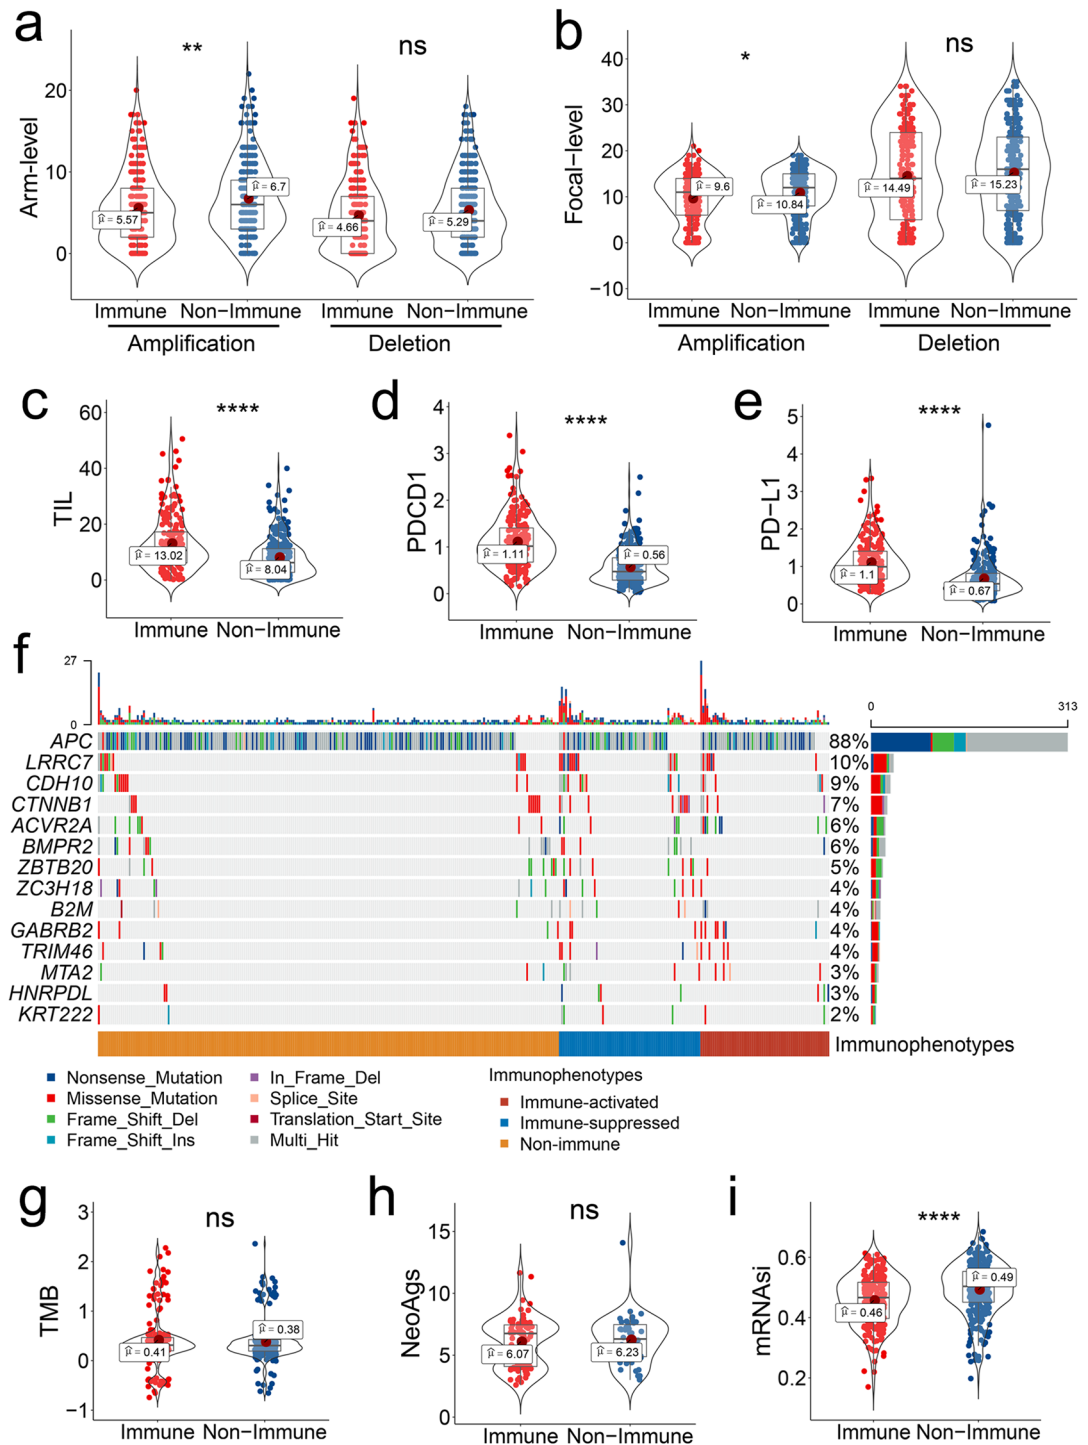 a
Arm-level
20
10
0
**
ns
μ̂ = 5.57
μ̂ = 6.7
μ̂ = 4.66
μ̂ = 5.29
Immune Non−Immune Immune Non−Immune
Amplification Deletion
b
Focal−level
40
30
20
10
0
−10
*
ns
μ̂ = 9.6
μ̂ = 10.84
μ̂ = 14.49
μ̂ = 15.23
Immune Non−Immune Immune Non−Immune
Amplification Deletion
c
TIL
60
40
20
0
****
μ̂ = 13.02
μ̂ = 8.04
Immune Non−Immune
d
PDCD1
4
3
2
1
0
****
μ̂ = 1.11
μ̂ = 0.56
Immune Non−Immune
e
PD−L1
5
4
3
2
1
0
****
μ̂ = 1.1
μ̂ = 0.67
Immune Non−Immune
f
27
0
0 313
APC 88%
LRRC7 10%
CDH10 9%
CTNNB1 7%
ACVR2A 6%
BMPR2 6%
ZBTB20 5%
ZC3H18 4%
B2M 4%
GABRB2 4%
TRIM46 4%
MTA2 3%
HNRPDL 3%
KRT222 2%
Immunophenotypes
Nonsense_Mutation
Missense_Mutation
Frame_Shift_Del
Frame_Shift_Ins
In_Frame_Del
Splice_Site
Translation_Start_Site
Multi_Hit
Immunophenotypes
Immune-activated
Immune-suppressed
Non-immune
g
TMB
3
2
1
0
−1
ns
μ̂ = 0.41
μ̂ = 0.38
Immune Non−Immune
h
NeoAgs
15
10
5
0
ns
μ̂ = 6.07
μ̂ = 6.23
Immune Non−Immune
i
mRNAsi
0.6
0.4
0.2
****
μ̂ = 0.46
μ̂ = 0.49
Immune Non−Immune